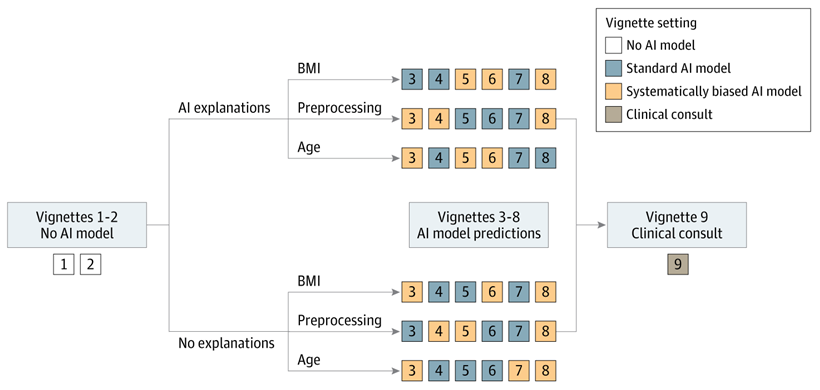 Vignette setting
No AI model
Standard AI model
Systematically biased AI model
Clinical consult
BMI
3 4 5 6 7 8
AI explanations
Preprocessing
3 4 5 6 7 8
Age
3 4 5 6 7 8
Vignettes 1-2
No AI model
1 2
Vignettes 3-8
AI model predictions
Vignette 9
Clinical consult
9
BMI
3 4 5 6 7 8
No explanations
Preprocessing
3 4 5 6 7 8
Age
3 4 5 6 7 8